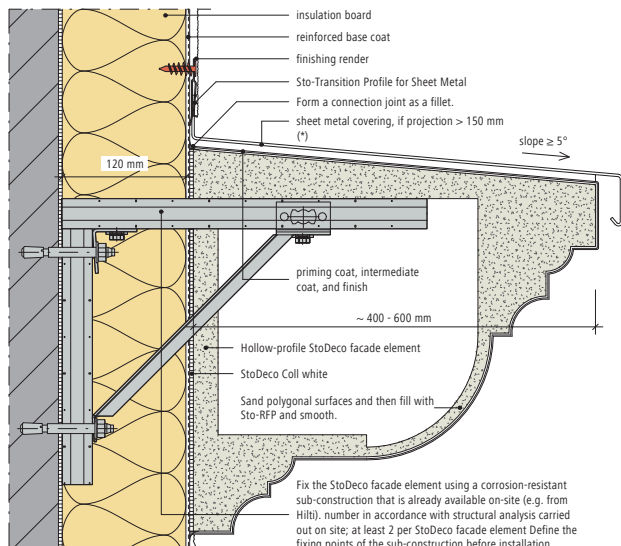 insulation board
reinforced base coat
finishing render
Sto-Transition Profile for Sheet Metal
Form a connection joint as a fillet.
sheet metal covering, if projection > 150 mm
(*)
slope ≥ 5°
120 mm
priming coat, intermediate
coat, and finish
~ 400 - 600 mm
Hollow-profile StoDeco facade element
StoDeco Coll white
Sand polygonal surfaces and then fill with
Sto-RFP and smooth.
Fix the StoDeco facade element using a corrosion-resistant
sub-construction that is already available on-site (e.g. from
Hilti). number in accordance with structural analysis carried
out on site; at least 2 per StoDeco facade element Define the
fixing points of the sub-construction before installation